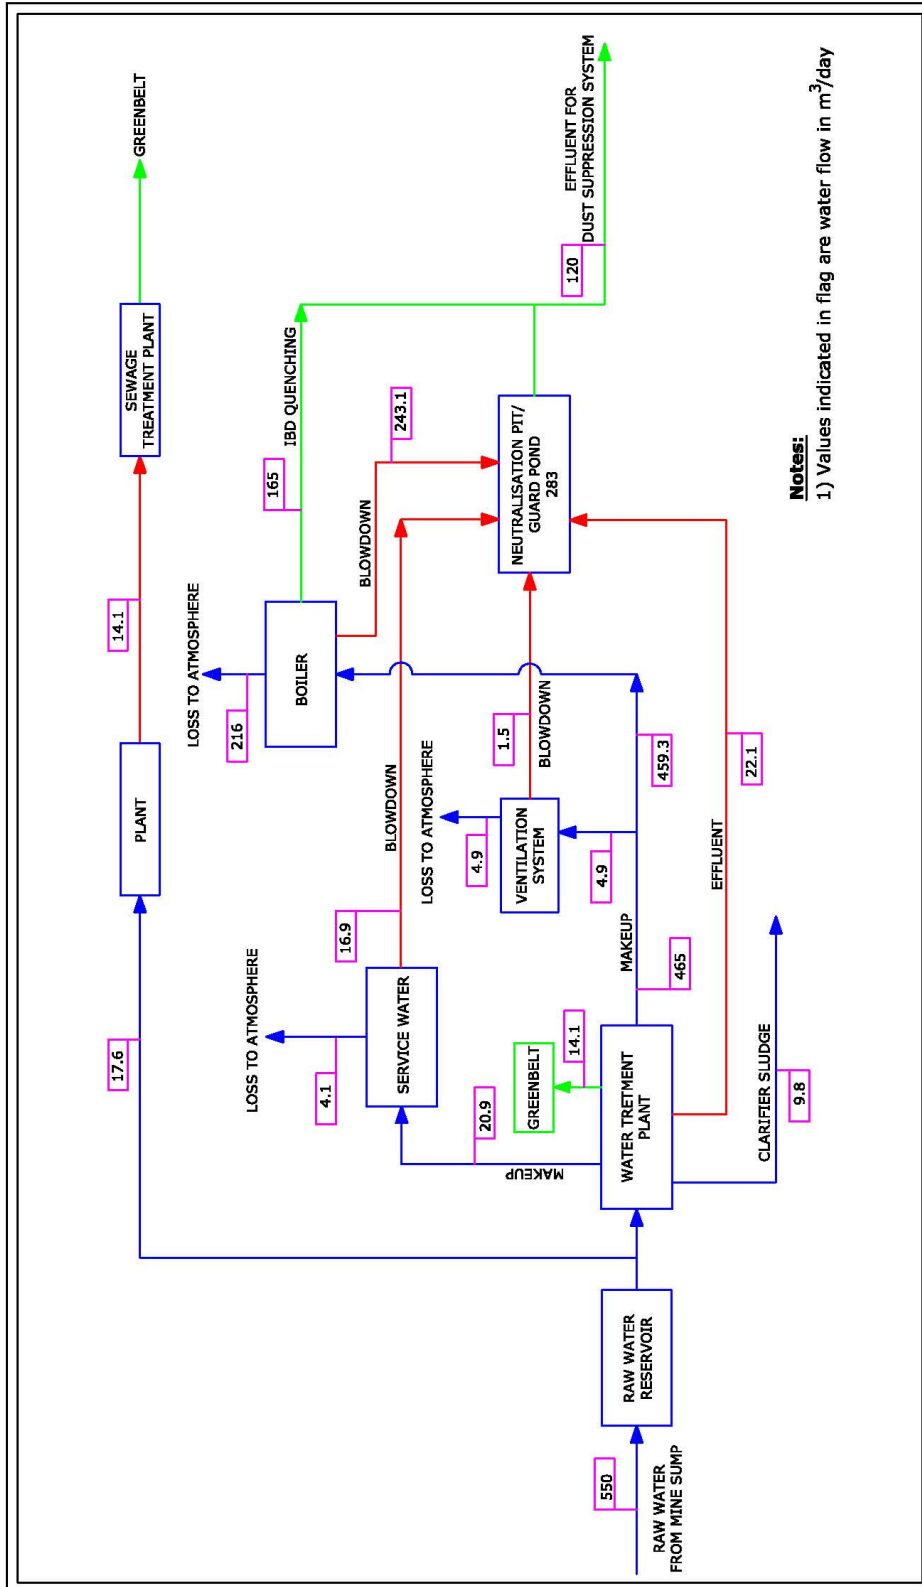 GREENBELT
SEWAGE
TREATMENT PLANT
14.1
PLANT
17.6
EFFLUENT FOR
DUST SUPPRESSION SYSTEM
120
IBD QUENCHING
165
243.1
BLOWDOWN
LOSS TO ATMOSPHERE
216
BOILER
NEUTRALISATION PIT/
GUARD POND
283
BLOWDOWN
16.9
LOSS TO ATMOSPHERE
4.1
SERVICE WATER
20.9
MAKEUP
1.5
BLOWDOWN
LOSS TO ATMOSPHERE
4.9
VENTILATION
SYSTEM
4.9
459.3
MAKEUP
465
GREENBELT
14.1
WATER TRETMENT
PLANT
22.1
EFFLUENT
CLARIFIER SLUDGE
9.8
RAW WATER
RESERVOIR
550
RAW WATER
FROM MINE SUMP
Notes:
1) Values indicated in flag are water flow in m³/day